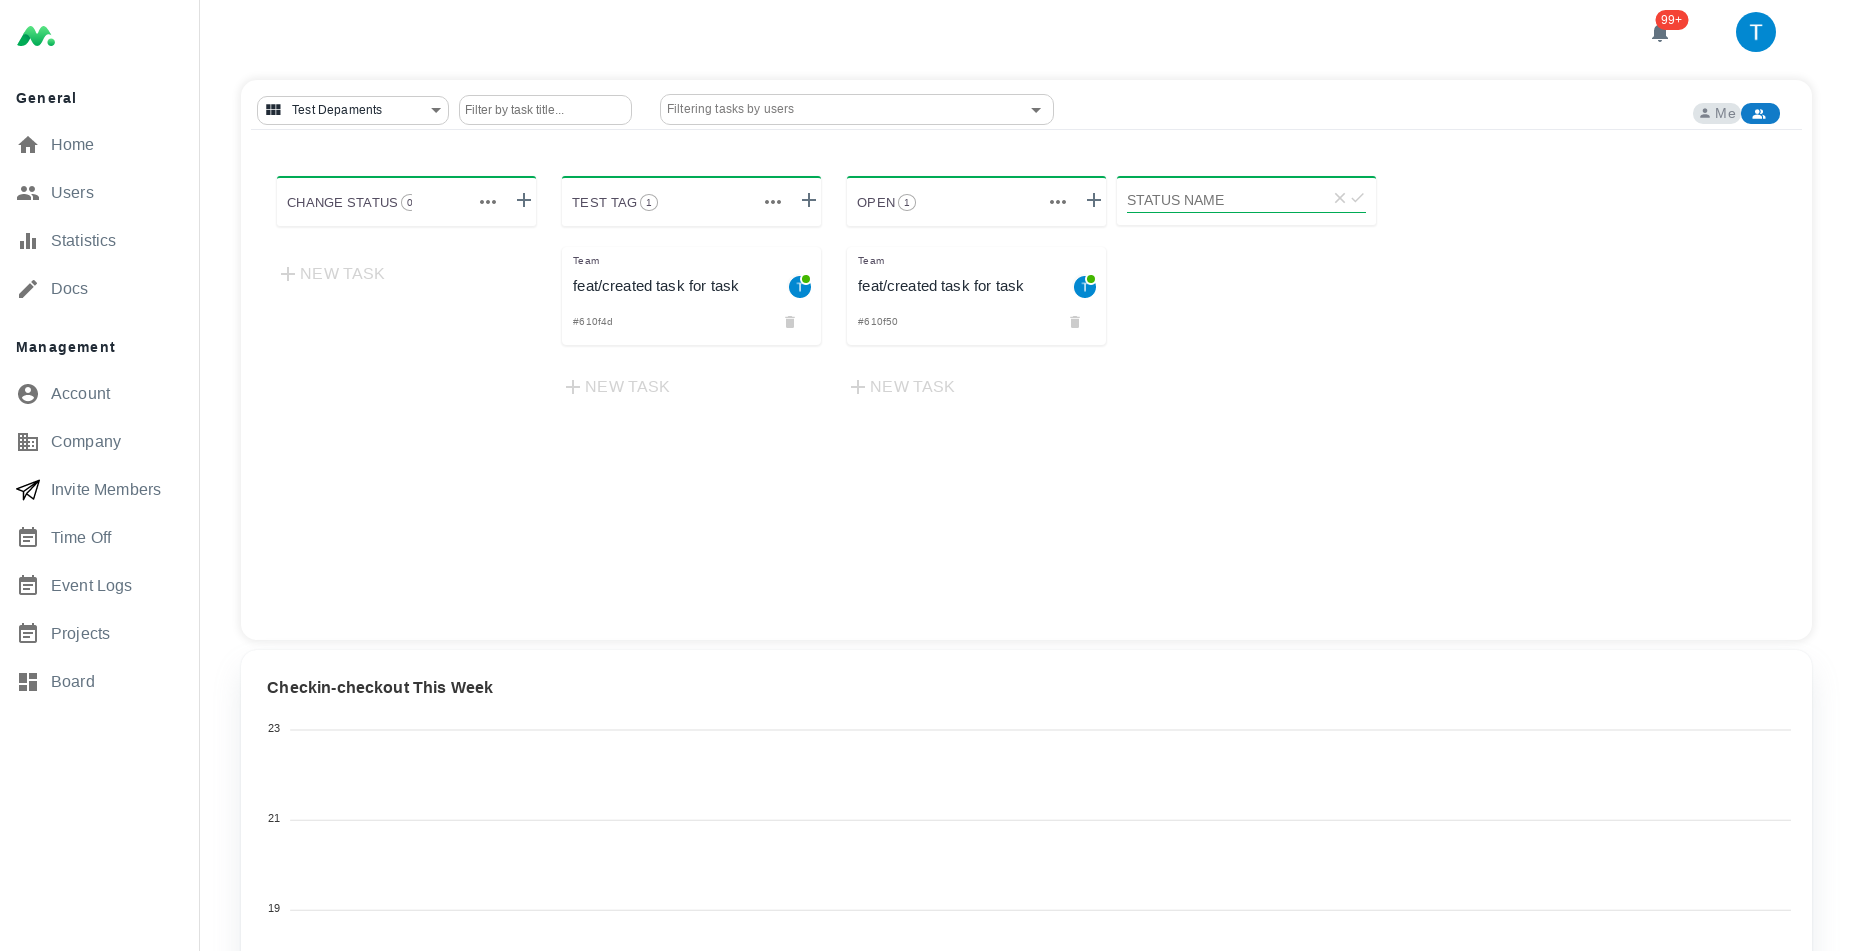 99+
T
General
Home
Users
Statistics
Docs
Management
Account
Company
Invite Members
Time Off
Event Logs
Projects
Board
Test Depaments
Filter by task title...
Filtering tasks by users
Me
CHANGE STATUS 0
TEST TAG 1
OPEN 1
STATUS NAME
NEW TASK
Team
feat/created task for task
T
#610f4d
NEW TASK
Team
feat/created task for task
T
#610f50
NEW TASK
Checkin-checkout This Week
23
21
19